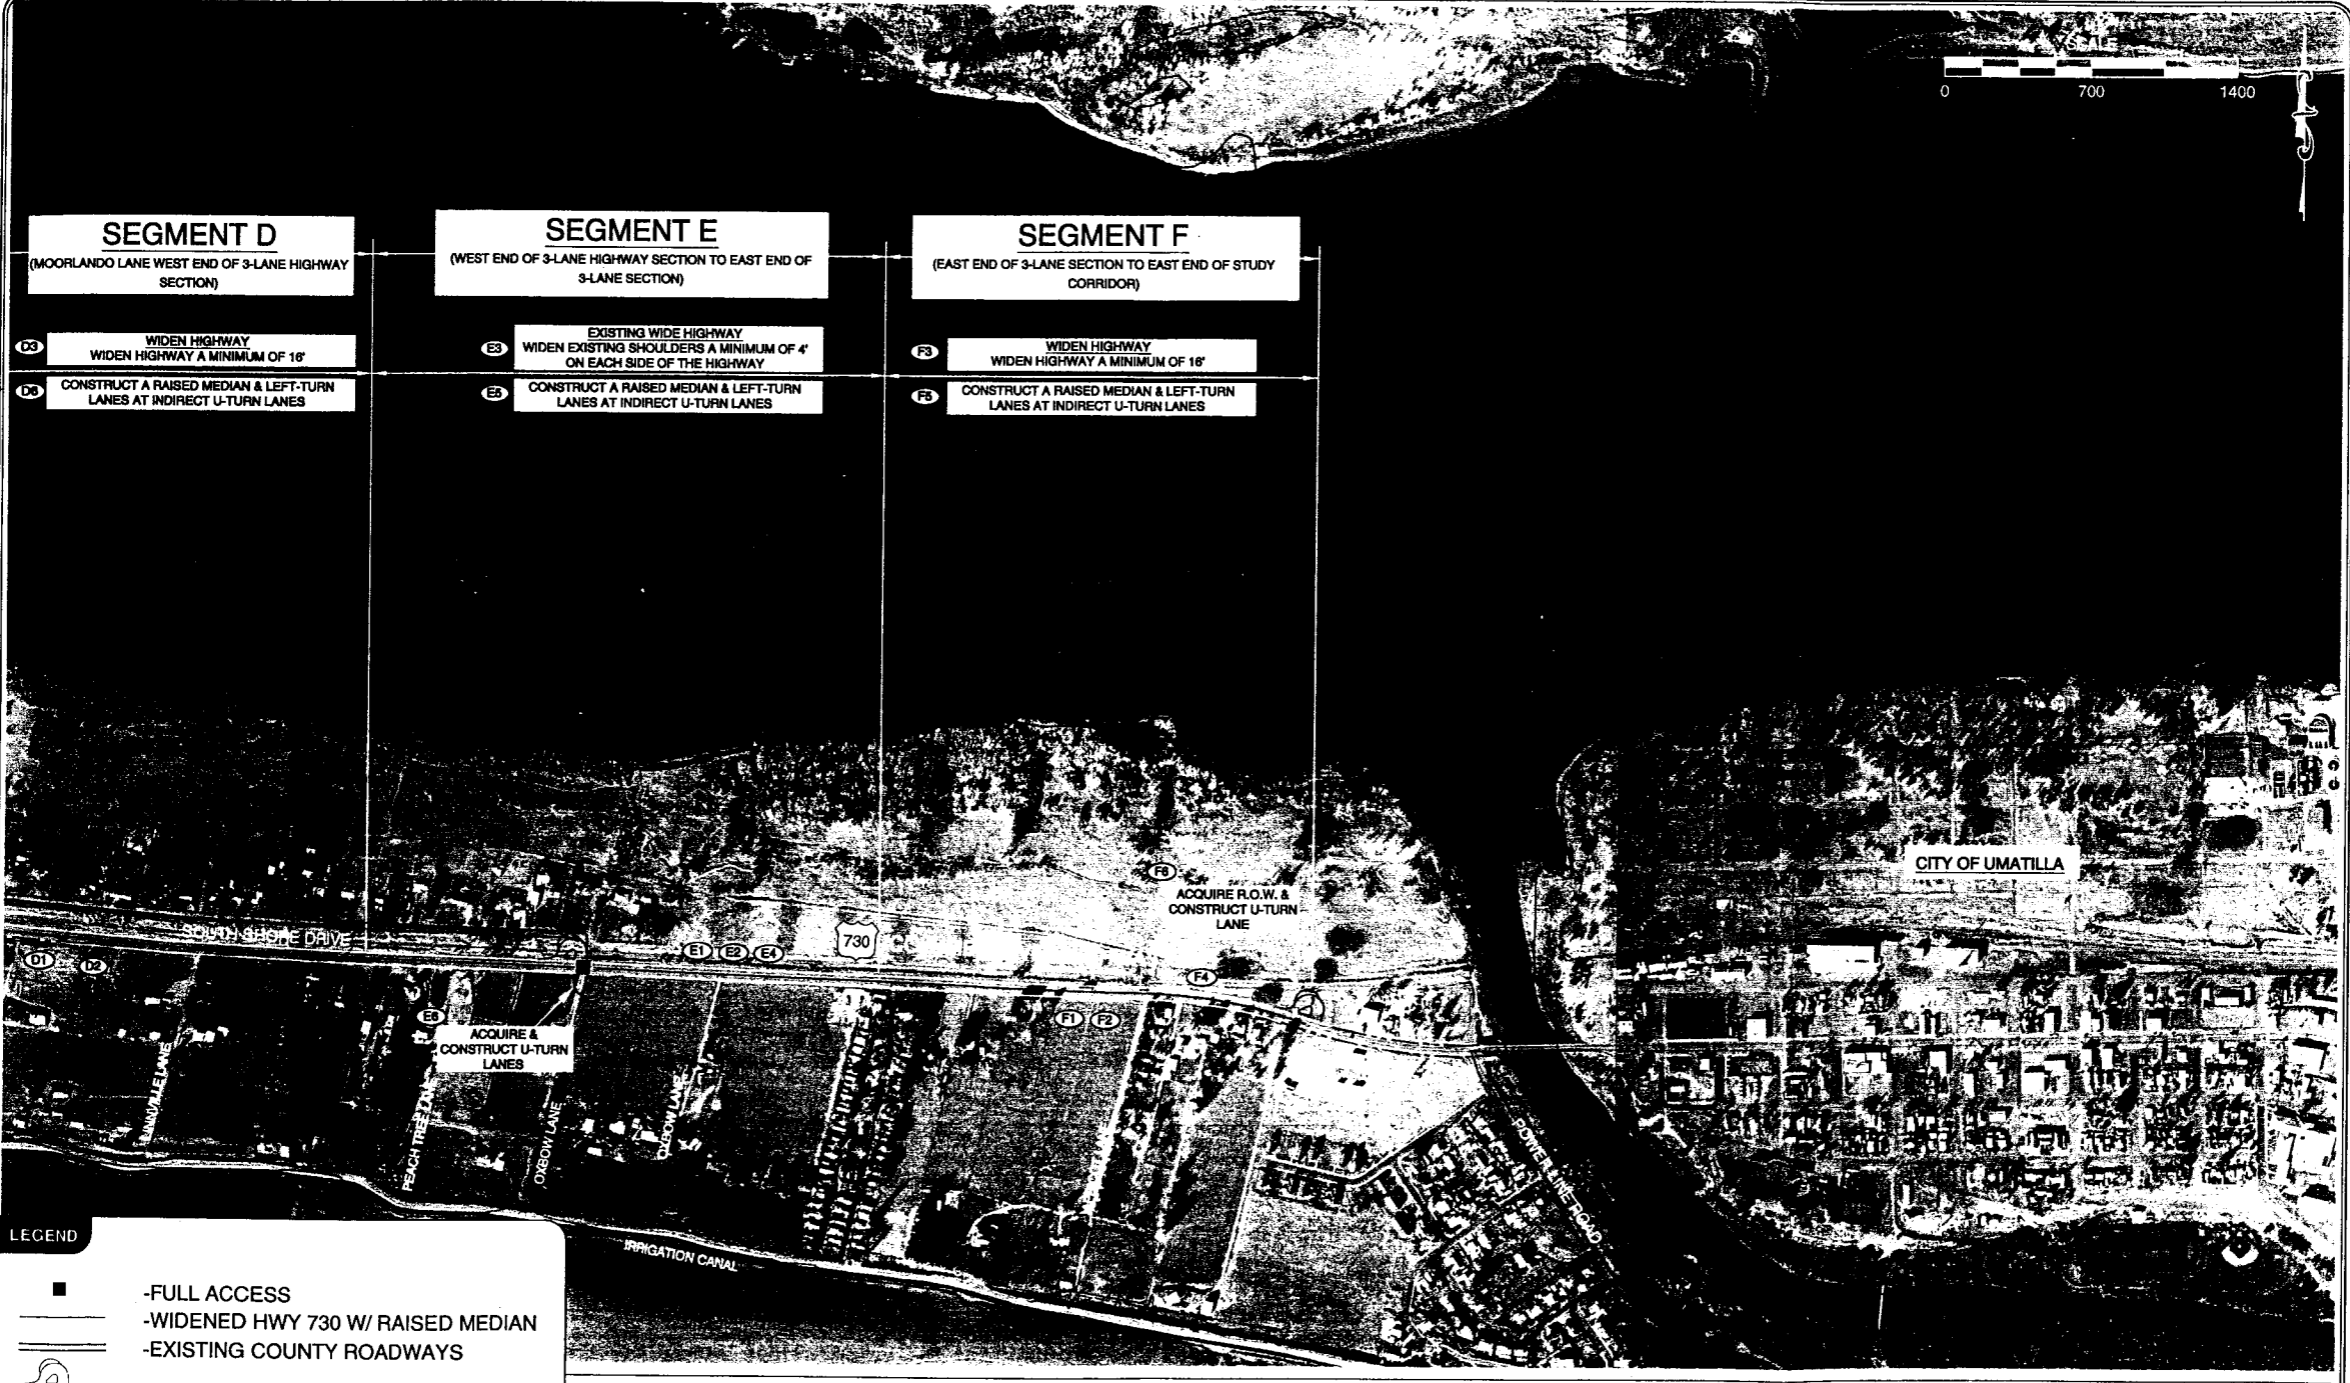 SCALE
0 700 1400
SEGMENT D
(MOORLANDO LANE WEST END OF 3-LANE HIGHWAY
SECTION)
SEGMENT E
(WEST END OF 3-LANE HIGHWAY SECTION TO EAST END OF
3-LANE SECTION)
SEGMENT F
(EAST END OF 3-LANE SECTION TO EAST END OF STUDY
CORRIDOR)
D3
WIDEN HIGHWAY
WIDEN HIGHWAY A MINIMUM OF 16'
E3
EXISTING WIDE HIGHWAY
WIDEN EXISTING SHOULDERS A MINIMUM OF 4'
ON EACH SIDE OF THE HIGHWAY
F3
WIDEN HIGHWAY
WIDEN HIGHWAY A MINIMUM OF 16'
CONSTRUCT A RAISED MEDIAN & LEFT-TURN
LANES AT INDIRECT U-TURN LANES
E5
CONSTRUCT A RAISED MEDIAN & LEFT-TURN
LANES AT INDIRECT U-TURN LANES
CONSTRUCT A RAISED MEDIAN & LEFT-TURN
LANES AT INDIRECT U-TURN LANES
CITY OF UMATILLA
F6
ACQUIRE R.O.W. &
CONSTRUCT U-TURN
LANE
SOUTH SHORE DRIVE
730
D1 D2
E1 E2 E4
F4
F1 F2
E6
ACQUIRE &
CONSTRUCT U-TURN
LANES
PEACH TREE LANE
OXBOW LANE
OXBOW LANE
POWERLINE ROAD
IRRIGATION CANAL
LEGEND
-FULL ACCESS
-WIDENED HWY 730 W/ RAISED MEDIAN
-EXISTING COUNTY ROADWAYS